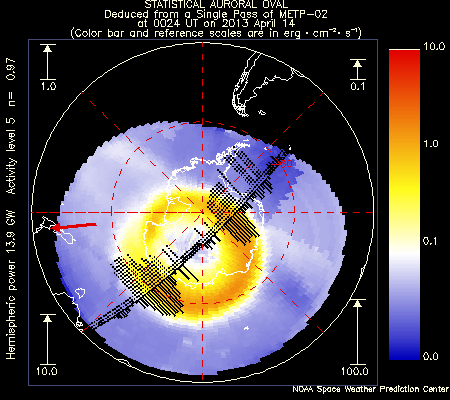 STATISTICAL AURORAL OVAL
Deduced from a Single Pass of METP-02
at 0024 UT on 2013 April 14
(Color bar and reference scales are in erg·cm⁻²·s⁻¹)
Hemispheric power 13.9 GW Activity level 5 n= 0.97
1.0
0.1
10.0
100.0
10.0
1.0
0.1
0.0
NOAA Space Weather Prediction Center